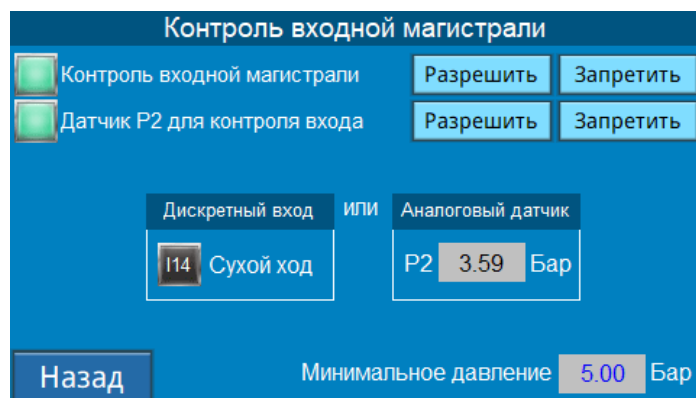 Контроль входной магистрали
Контроль входной магистрали Разрешить Запретить
Датчик P2 для контроля входа Разрешить Запретить
Дискретный вход или Аналоговый датчик
I14 Сухой ход P2 3.59 Бар
Назад Минимальное давление 5.00 Бар